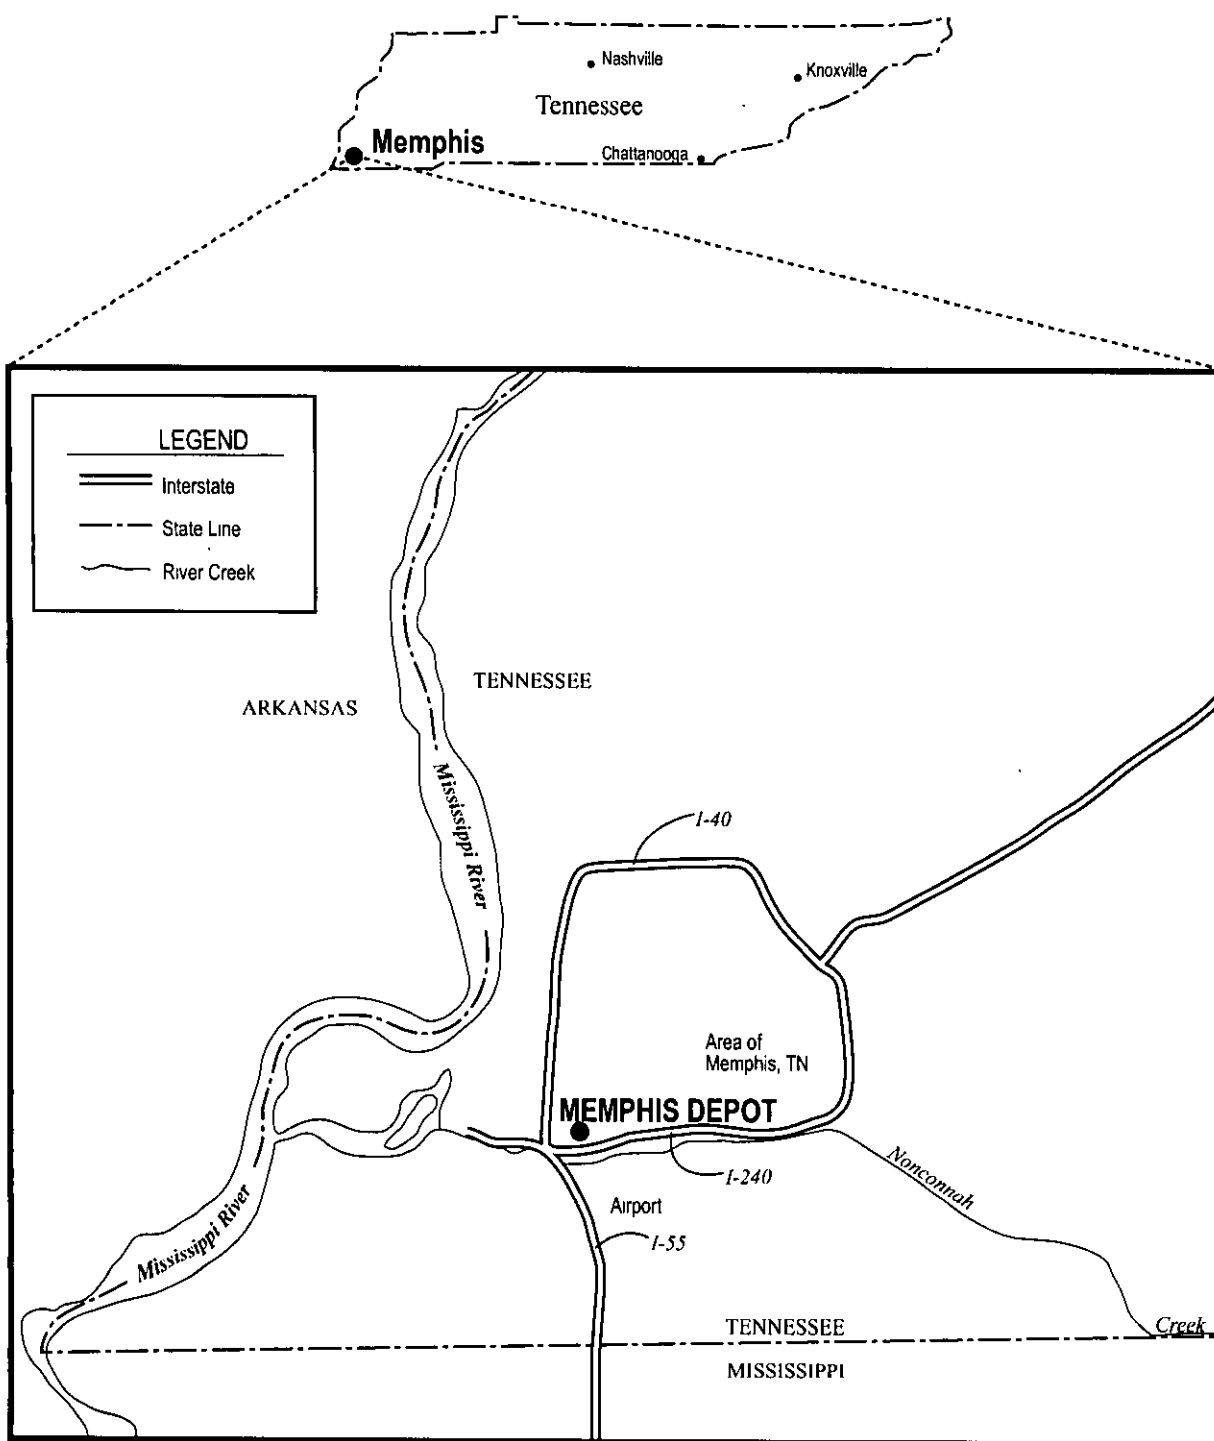 Nashville
Knoxville
Tennessee
Memphis
Chattanooga
LEGEND
Interstate
State Line
River Creek
TENNESSEE
ARKANSAS
Mississippi River
I-40
Area of
Memphis, TN
MEMPHIS DEPOT
Nonconnah
I-240
Airport
Mississippi River
I-55
TENNESSEE
Creek
MISSISSIPPI